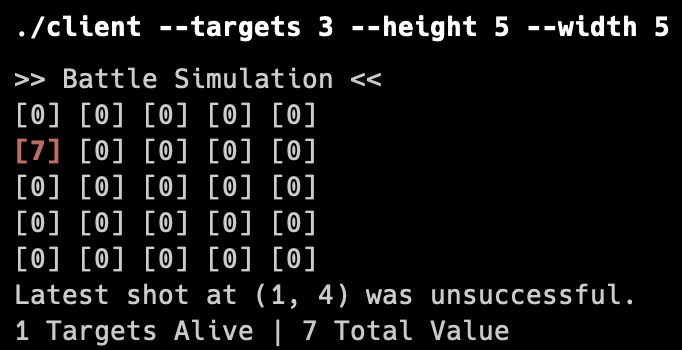 ./client --targets 3 --height 5 --width 5
>> Battle Simulation <<
[0] [0] [0] [0] [0]
[7] [0] [0] [0] [0]
[0] [0] [0] [0] [0]
[0] [0] [0] [0] [0]
[0] [0] [0] [0] [0]
Latest shot at (1, 4) was unsuccessful.
1 Targets Alive | 7 Total Value